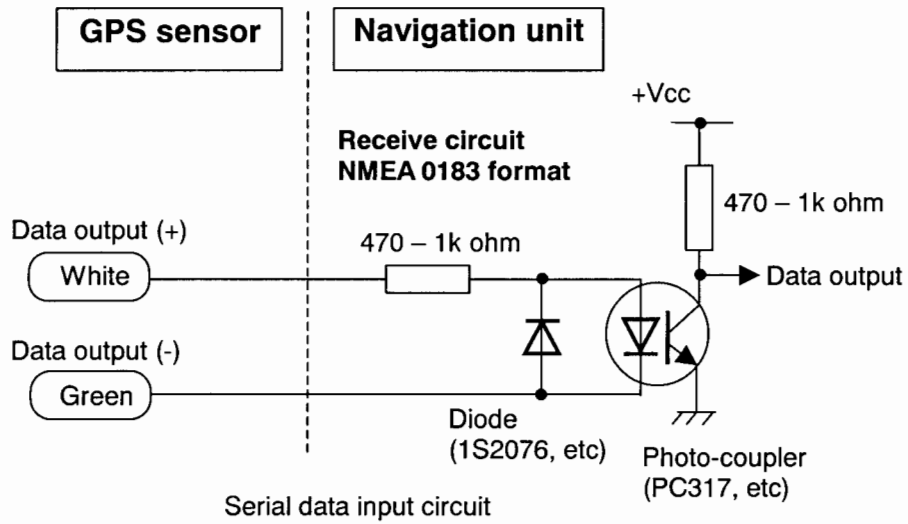 GPS sensor
Navigation unit
+Vcc
Receive circuit
NMEA 0183 format
470 – 1k ohm
Data output (+)
470 – 1k ohm
White
Data output
Data output (-)
Green
Diode
(1S2076, etc)
Photo-coupler
(PC317, etc)
Serial data input circuit